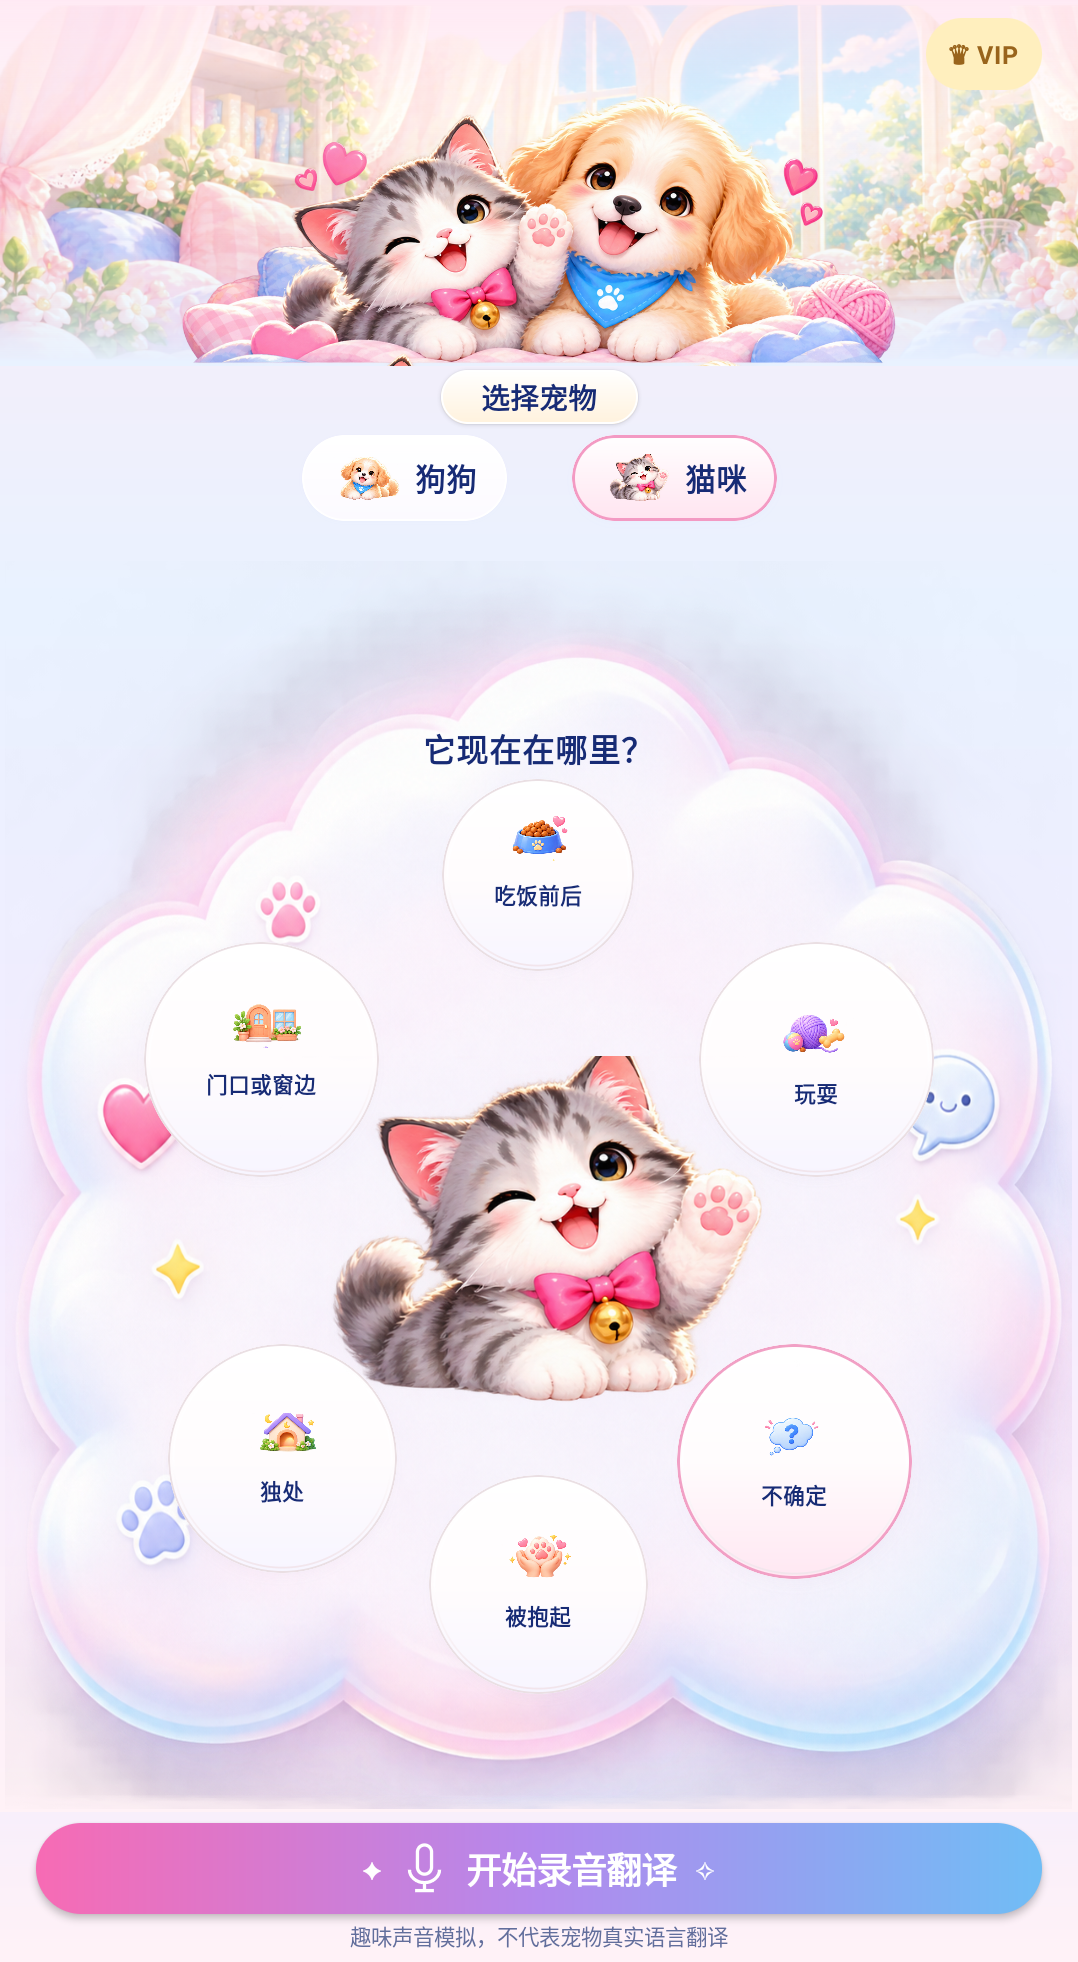 VIP
选择宠物
狗狗
猫咪
它现在在哪里?
吃饭前后
门口或窗边
玩耍
独处
不确定
被抱起
开始录音翻译
趣味声音模拟，不代表宠物真实语言翻译